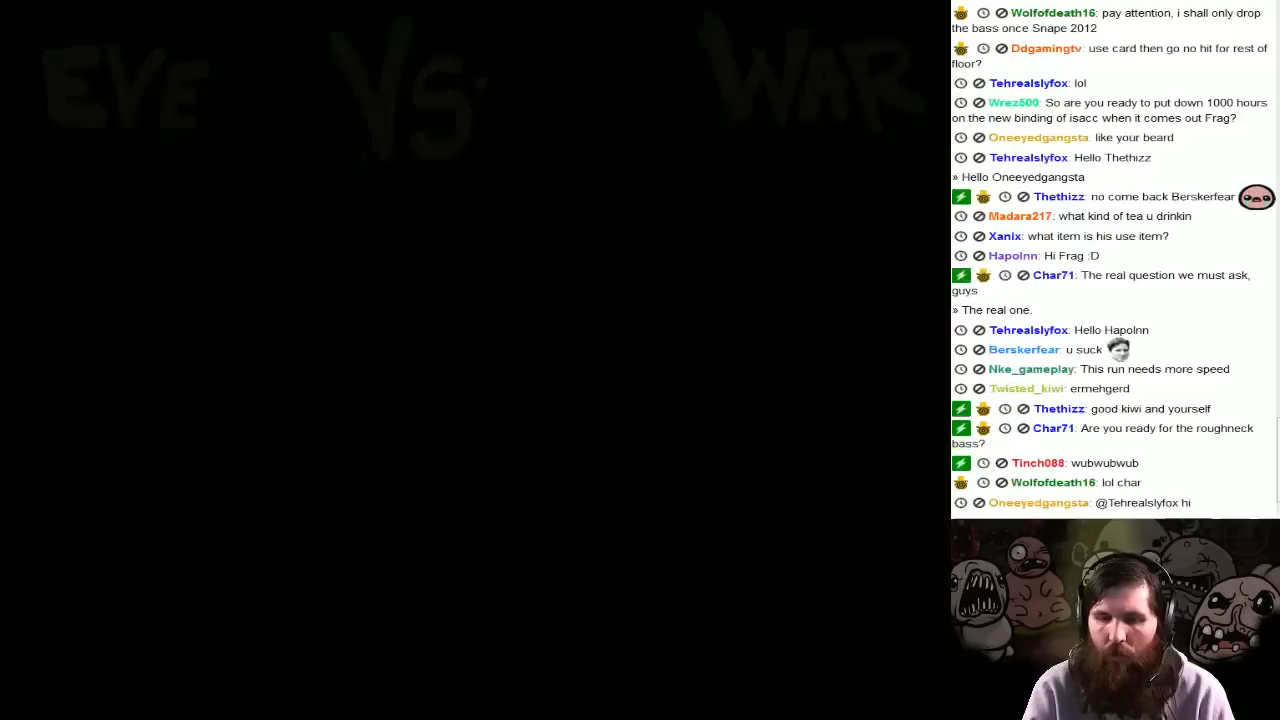 EVE VS. WAR
Wolfofdeath16: pay attention, i shall only drop
the bass once Snape 2012
Ddgamingtv: use card then go no hit for rest of
floor?
Tehrealslyfox: lol
Wrez500: So are you ready to put down 1000 hours
on the new binding of isacc when it comes out Frag?
Oneeyedgangsta: like your beard
Tehrealslyfox: Hello Thethizz
» Hello Oneeyedgangsta
Thethizz: no come back Berskerfear
Madara217: what kind of tea u drinkin
Xanix: what item is his use item?
Hapolnn: Hi Frag :D
Char71: The real question we must ask,
guys
» The real one.
Tehrealslyfox: Hello Hapolnn
Berskerfear: u suck
Nke_gameplay: This run needs more speed
Twisted_kiwi: ermehgerd
Thethizz: good kiwi and yourself
Char71: Are you ready for the roughneck
bass?
Tinch088: wubwubwub
Wolfofdeath16: lol char
Oneeyedgangsta: @Tehrealslyfox hi